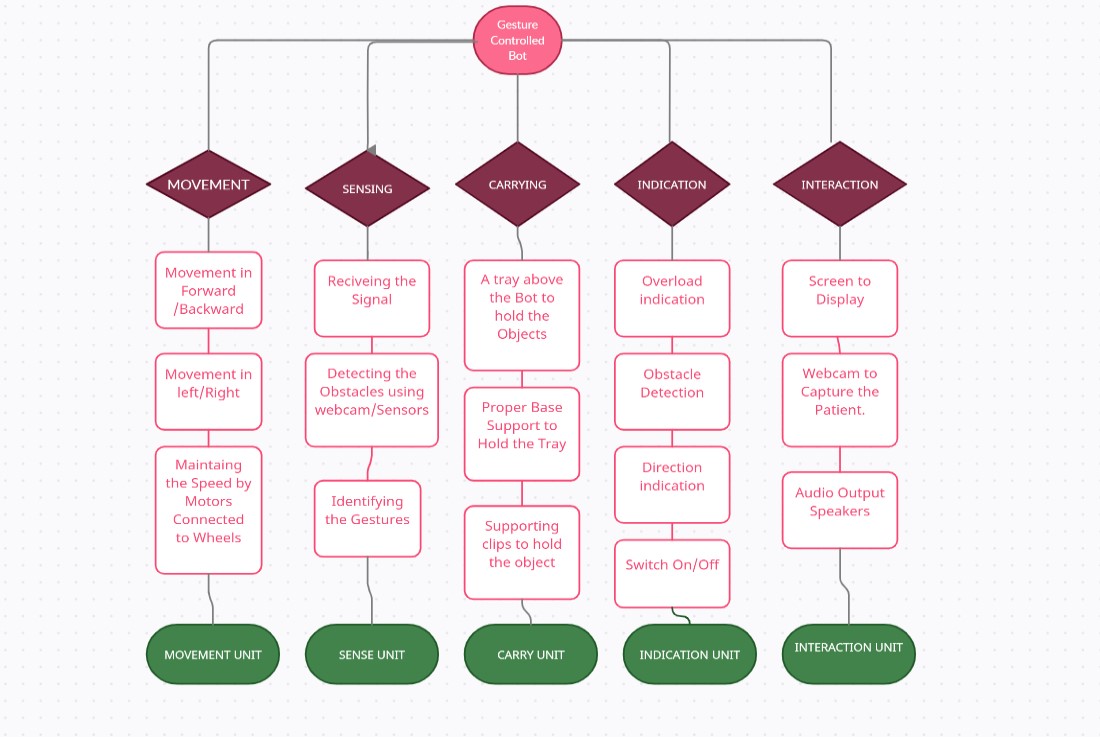 Gesture
Controlled
Bot
MOVEMENT
SENSING
CARRYING
INDICATION
INTERACTION
Movement in
Forward
/Backward
Movement in
left/Right
Maintaing
the Speed by
Motors
Connected
to Wheels
MOVEMENT UNIT
Reciveing the
Signal
Detecting the
Obstacles using
webcam/Sensors
Identifying
the Gestures
SENSE UNIT
A tray above
the Bot to
hold the
Objects
Proper Base
Support to
Hold the Tray
Supporting
clips to hold
the object
CARRY UNIT
Overload
indication
Obstacle
Detection
Direction
indication
Switch On/Off
INDICATION UNIT
Screen to
Display
Webcam to
Capture the
Patient.
Audio Output
Speakers
INTERACTION UNIT